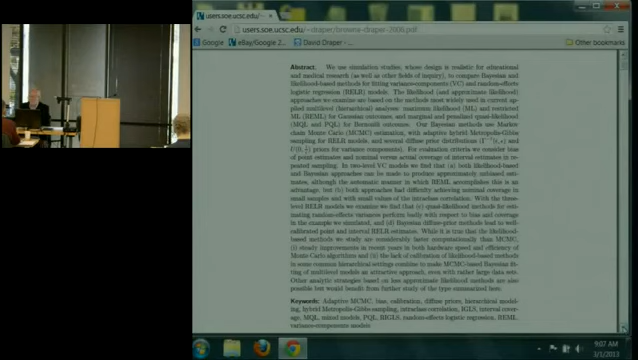 users.soe.ucsc.edu/~
users.soe.ucsc.edu/~draper/browne-draper-2006.pdf
Google
eBay/Google 2
David Draper
Other bookmarks
Abstract. We use simulation studies, whose design is realistic for educational
and medical research (as well as other fields of inquiry), to compare Bayesian and
likelihood-based methods for fitting variance-components (VC) and random-effects
logistic regression (RELR) models. The likelihood (and approximate likelihood)
approaches we examine are based on the methods most widely used in current ap-
plied multilevel (hierarchical) analyses: maximum likelihood (ML) and restricted
ML (REML) for Gaussian outcomes, and marginal and penalized quasi-likelihood
(MQL and PQL) for Bernoulli outcomes. Our Bayesian methods use Markov
chain Monte Carlo (MCMC) estimation, with adaptive hybrid Metropolis-Gibbs
sampling for RELR models, and several diffuse prior distributions
priors for variance components). For evaluation criteria we consider bias
of point estimates and nominal versus actual coverage of interval estimates in re-
peated sampling. In two-level VC models we find that (a) both likelihood-based
and Bayesian approaches can be made to produce approximately unbiased esti-
mates, although the automatic manner in which REML accomplishes this is an
advantage, but (b) both approaches had difficulty achieving nominal coverage in
small samples and with small values of the intraclass correlation. With the three-
level RELR models we examine we find that (c) quasi-likelihood methods for esti-
mating random-effects variances perform badly with respect to bias and coverage
in the example we simulated, and (d) Bayesian diffuse-prior methods lead to well-
calibrated point and interval RELR estimates. While it is true that the likelihood-
based methods we study are considerably faster computationally than MCMC,
(i) steady improvements in recent years in both hardware speed and efficiency of
Monte Carlo algorithms and (ii) the lack of calibration of likelihood-based methods
in some common hierarchical settings combine to make MCMC-based Bayesian fit-
ting of multilevel models an attractive approach, even with rather large data sets.
Other analytic strategies based on less approximate likelihood methods are also
possible but would benefit from further study of the type summarized here.
Keywords: Adaptive MCMC, bias, calibration, diffuse priors, hierarchical model-
ing, hybrid Metropolis-Gibbs sampling, intraclass correlation, IGLS, interval cover-
age, MQL, mixed models, PQL, RIGLS, random-effects logistic regression, REML,
variance-components models
9:07 AM
3/1/2013